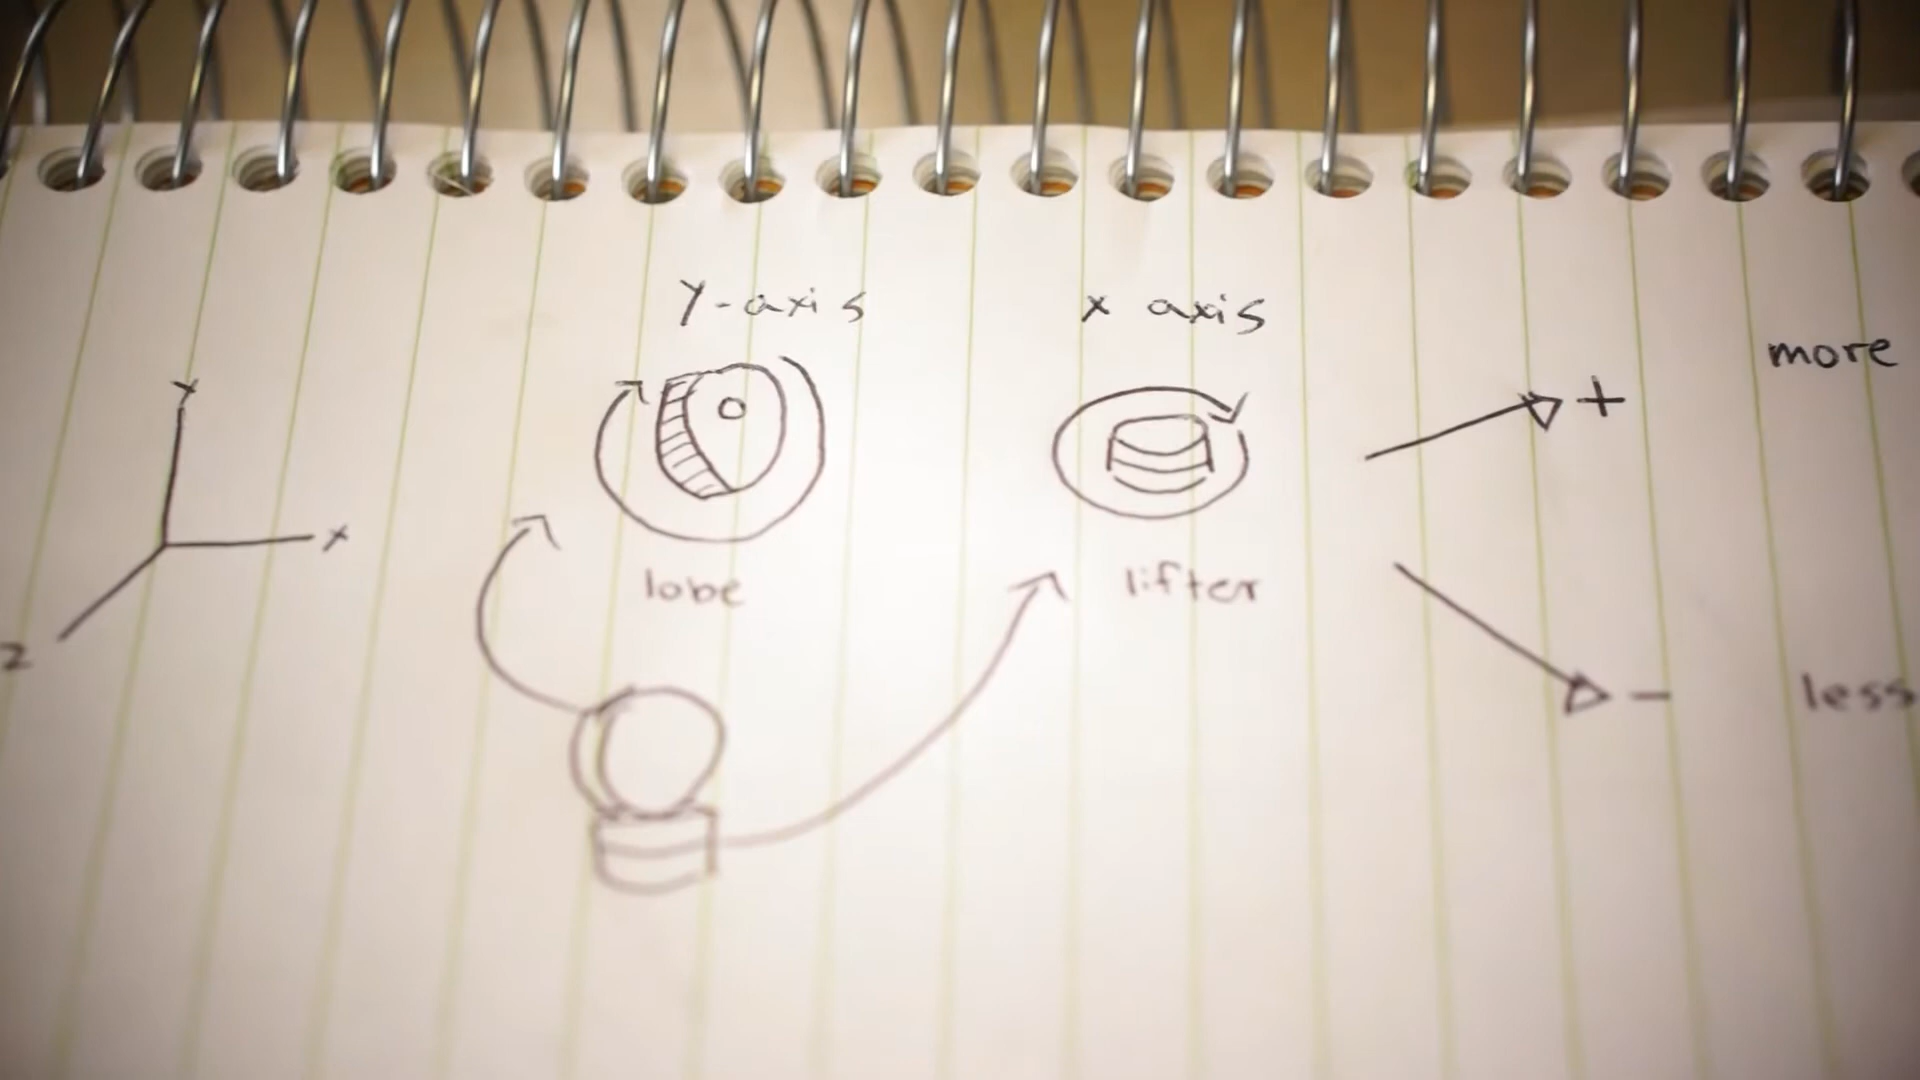 Y-axis
x axis
more
+
Y
x
z
lobe
lifter
-
less